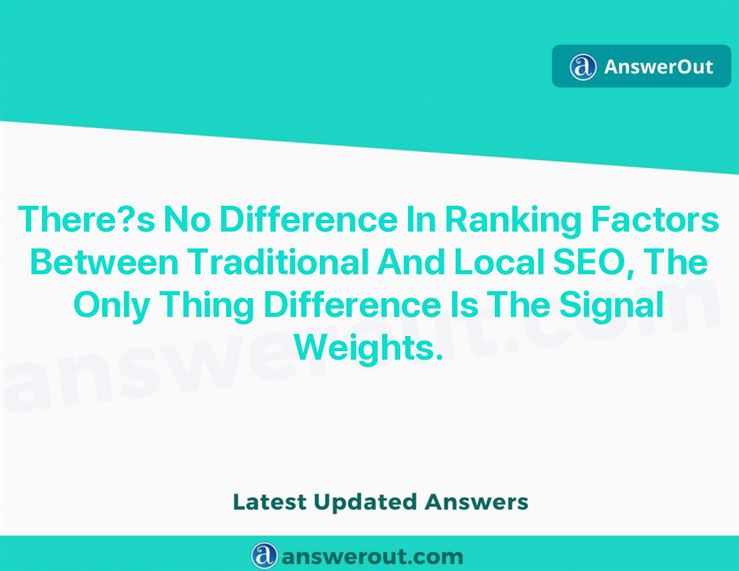 AnswerOut
There?s No Difference In Ranking Factors
Between Traditional And Local SEO, The
Only Thing Difference Is The Signal
Weights.
answerout.com
Latest Updated Answers
answerout.com